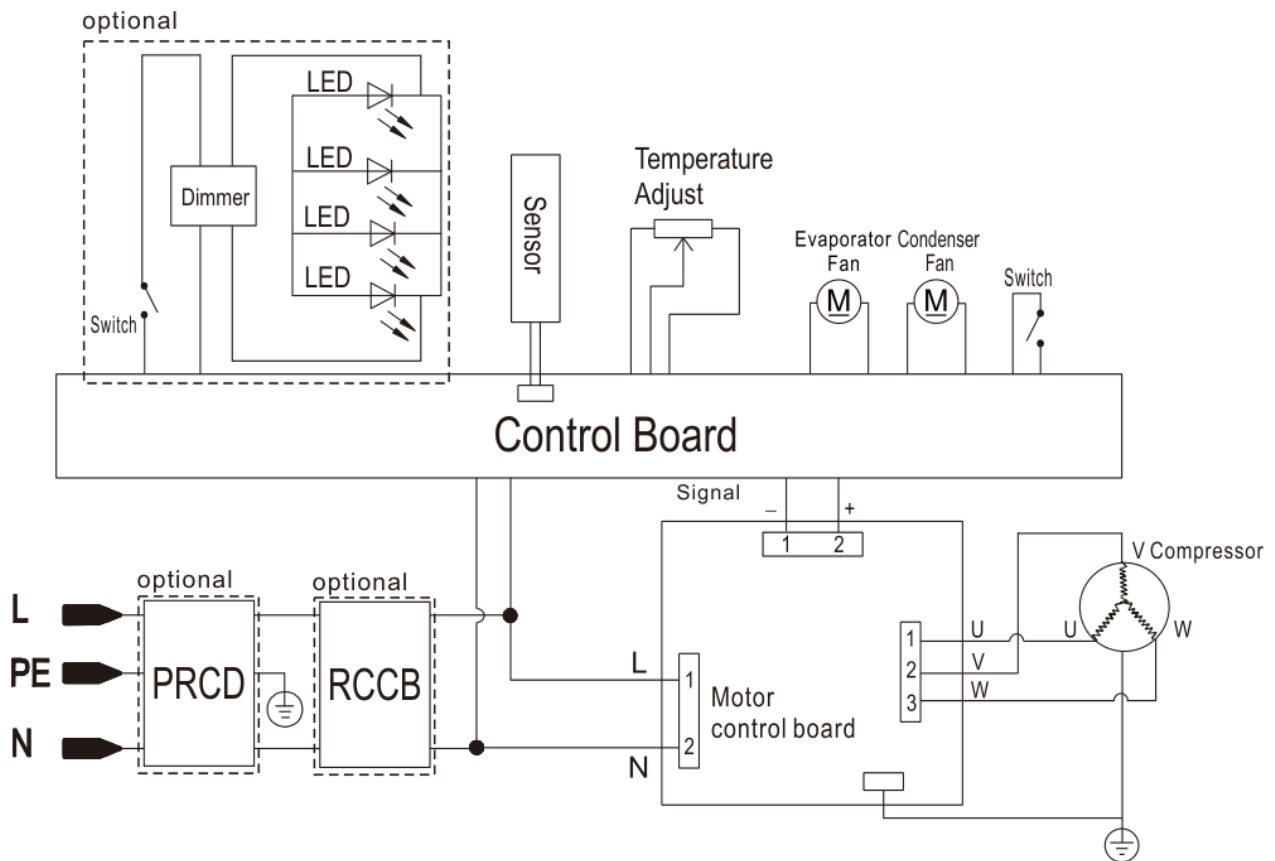 optional
LED
LED
LED
LED
Dimmer
Switch
Sensor
Temperature
Adjust
Evaporator
Fan
Condenser
Fan
M
M
Switch
Control Board
Signal
– +
1 2
V Compressor
optional
optional
L
PE
N
PRCD
RCCB
L
N
1
2
Motor
control board
1
2
3
U
V
W
U
W